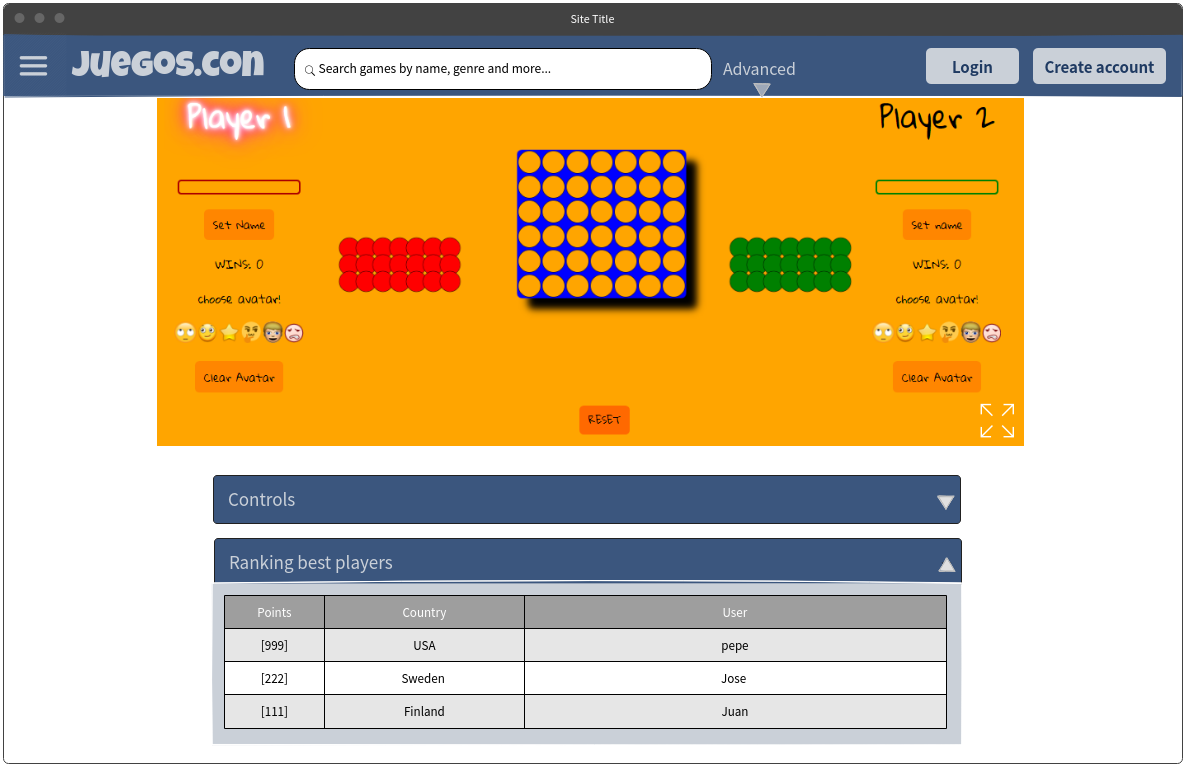 Site Title
Juegos.con
Search games by name, genre and more...
Advanced
Login
Create account
Player 1
Player 2
Set Name
Set name
WINS: 0
WINS: 0
choose avatar!
choose avatar!
Clear Avatar
Clear Avatar
RESET
Controls
Ranking best players
Points Country User
[999] USA pepe
[222] Sweden Jose
[111] Finland Juan